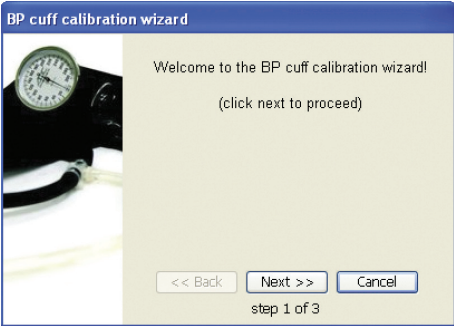 BP cuff calibration wizard
Welcome to the BP cuff calibration wizard!
(click next to proceed)
<< Back Next >> Cancel
step 1 of 3